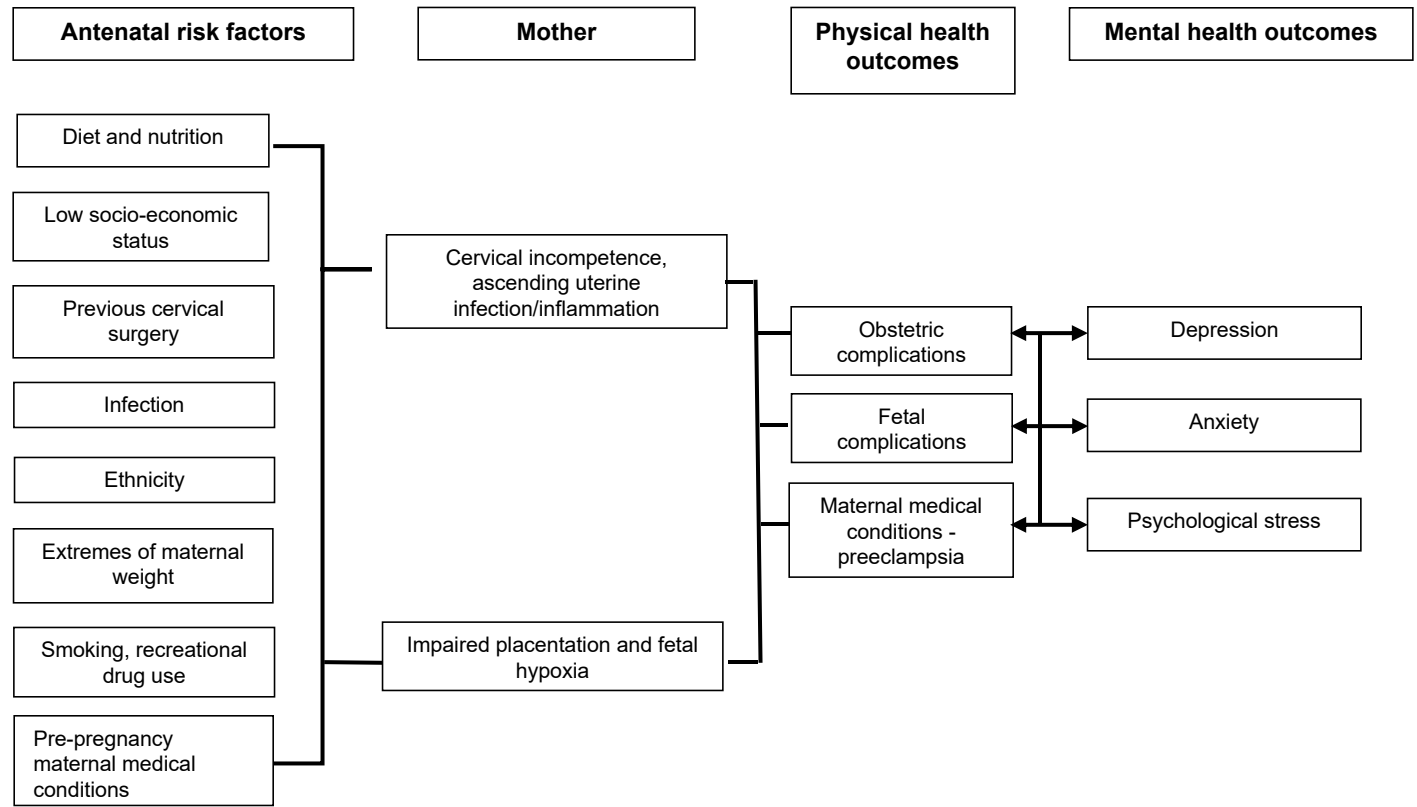 Antenatal risk factors
Mother
Physical health
outcomes
Mental health outcomes
Diet and nutrition
Low socio-economic
status
Previous cervical
surgery
Infection
Ethnicity
Extremes of maternal
weight
Smoking, recreational
drug use
Pre-pregnancy
maternal medical
conditions
Cervical incompetence,
ascending uterine
infection/inflammation
Impaired placentation and fetal
hypoxia
Obstetric
complications
Fetal
complications
Maternal medical
conditions -
preeclampsia
Depression
Anxiety
Psychological stress